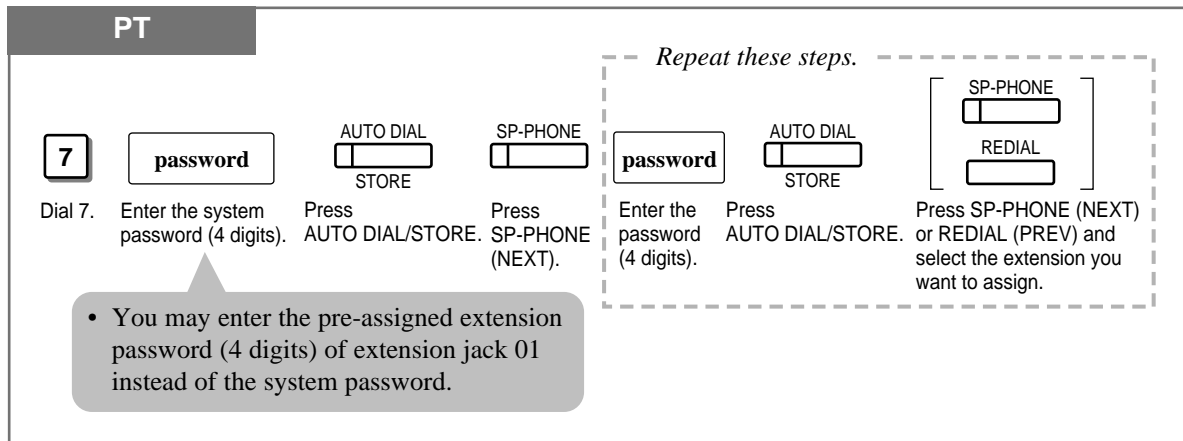 PT
Repeat these steps.
7
password
AUTO DIAL
STORE
SP-PHONE
password
AUTO DIAL
STORE
SP-PHONE
REDIAL
Dial 7.
Enter the system
password (4 digits).
Press
AUTO DIAL/STORE.
Press
SP-PHONE
(NEXT).
Enter the
password
(4 digits).
Press
AUTO DIAL/STORE.
Press SP-PHONE (NEXT)
or REDIAL (PREV) and
select the extension you
want to assign.
• You may enter the pre-assigned extension
password (4 digits) of extension jack 01
instead of the system password.